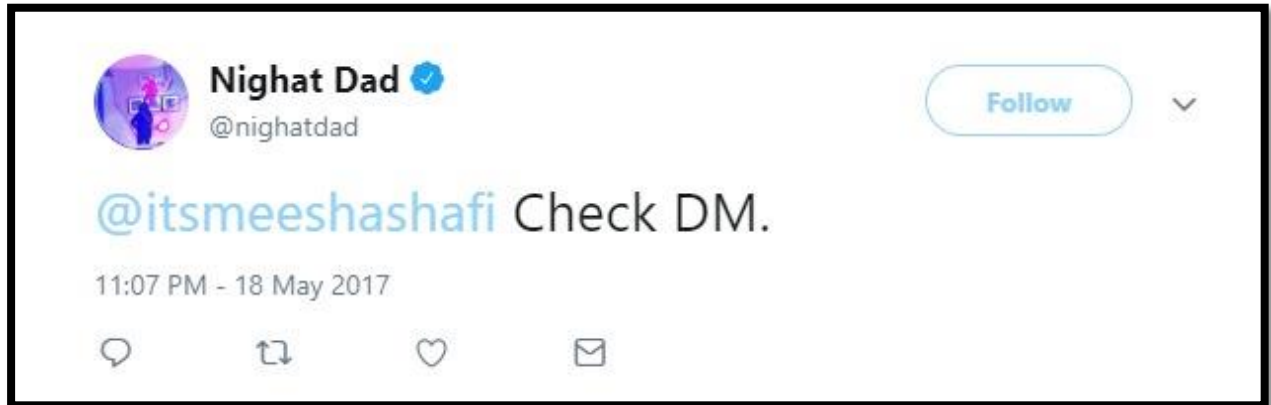 Nighat Dad
@nighatdad
Follow
@itsmeeshashafi Check DM.
11:07 PM - 18 May 2017